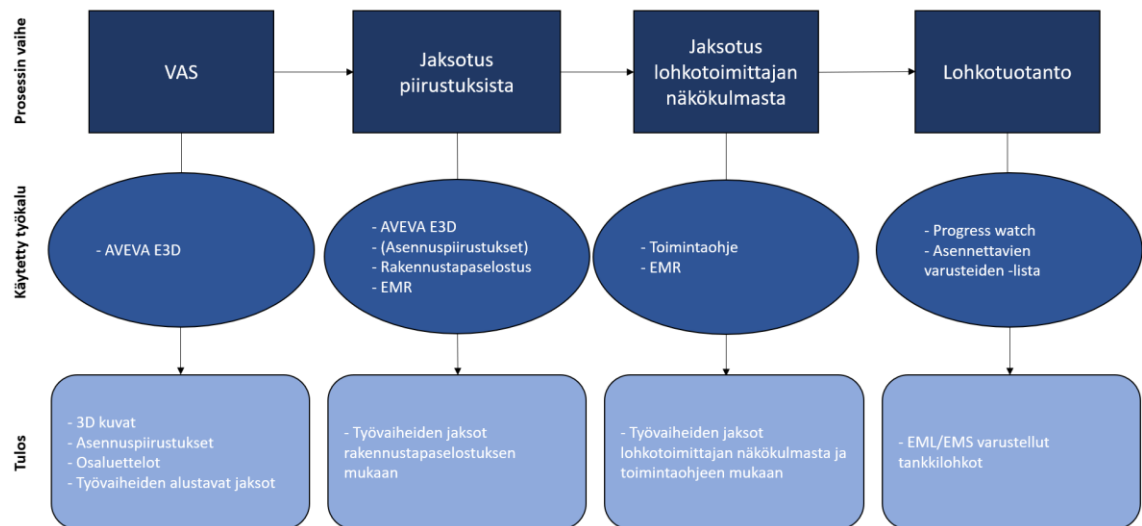 Prosessin vaihe
VAS
Jaksotus
piirustuksista
Jaksotus
lohkotoimittajan
näkökulmasta
Lohkotuotanto
Käytetty työkalu
- AVEVA E3D
- AVEVA E3D
- (Asennuspiirustukset)
- Rakennustapaselostus
- EMR
- Toimintaohje
- EMR
- Progress watch
- Asennettavien
varusteiden -lista
Tulos
- 3D kuvat
- Asennuspiirustukset
- Osaluettelot
- Työvaiheiden alustavat jaksot
- Työvaiheiden jaksot
rakennustapaselostuksen
mukaan
- Työvaiheiden jaksot
lohkotoimittajan näkökulmasta ja
toimintaohjeen mukaan
- EML/EMS varustellut
tankkilohkot